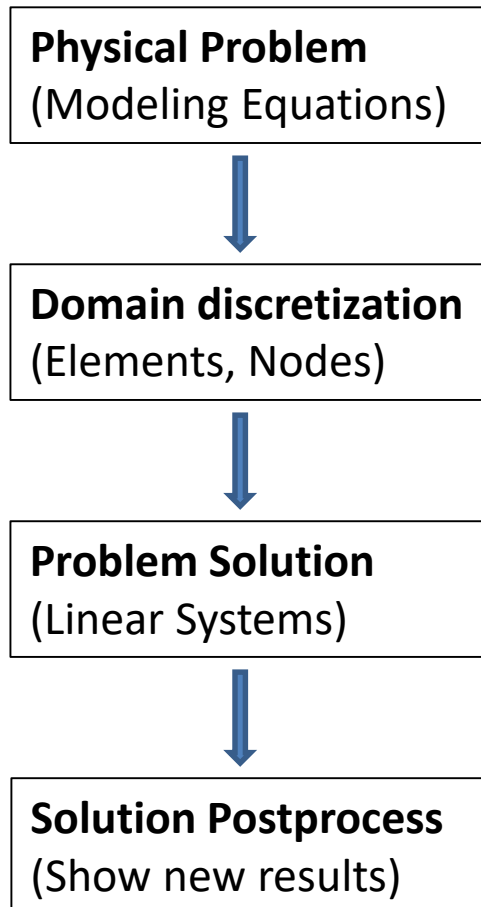 Physical Problem
(Modeling Equations)
Domain discretization
(Elements, Nodes)
Problem Solution
(Linear Systems)
Solution Postprocess
(Show new results)